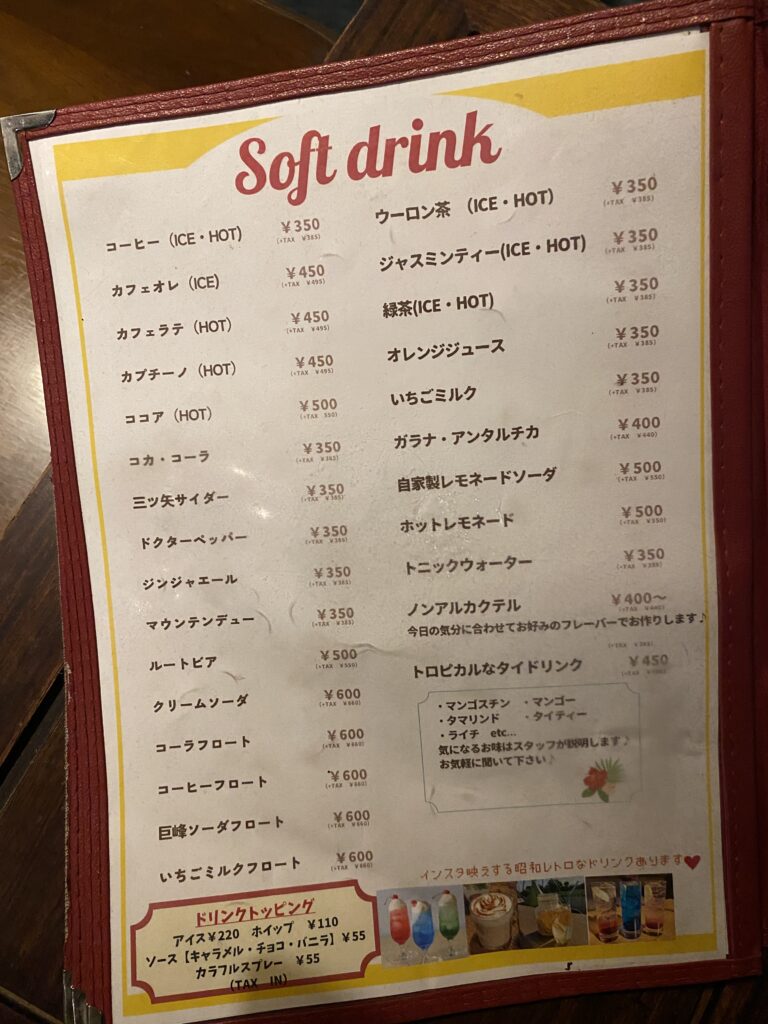 Soft drink
コーヒー（ICE・HOT） ¥350
(+TAX ¥385)
カフェオレ（ICE） ¥450
(+TAX ¥495)
カフェラテ（HOT） ¥450
(+TAX ¥495)
カプチーノ（HOT） ¥450
(+TAX ¥495)
ココア（HOT） ¥500
(+TAX 550)
コカ・コーラ ¥350
(+TAX ¥385)
三ツ矢サイダー ¥350
(+TAX ¥385)
ドクターペッパー ¥350
(+TAX ¥385)
ジンジャエール ¥350
(+TAX ¥385)
マウンテンデュー ¥350
(+TAX ¥385)
ルートビア ¥500
(+TAX ¥550)
クリームソーダ ¥600
(+TAX ¥660)
コーラフロート ¥600
(+TAX ¥660)
コーヒーフロート ¥600
(+TAX ¥660)
巨峰ソーダフロート ¥600
(+TAX ¥660)
いちごミルクフロート ¥600
(+TAX ¥660)
ドリンクトッピング
アイス¥220 ホイップ ¥110
ソース【キャラメル・チョコ・バニラ】¥55
カラフルスプレー ¥55
（TAX IN）
ウーロン茶 （ICE・HOT） ¥350
(+TAX ¥385)
ジャスミンティー(ICE・HOT) ¥350
(+TAX ¥385)
緑茶(ICE・HOT) ¥350
(+TAX ¥385)
オレンジジュース ¥350
(+TAX ¥385)
いちごミルク ¥350
(+TAX ¥385)
ガラナ・アンタルチカ ¥400
(+TAX ¥440)
自家製レモネードソーダ ¥500
(+TAX ¥550)
ホットレモネード ¥500
(+TAX ¥550)
トニックウォーター ¥350
(+TAX ¥385)
ノンアルカクテル ¥400～
(+TAX ¥440)
今日の気分に合わせてお好みのフレーバーでお作りします♪
(+TAX ¥385)
トロピカルなタイドリンク ¥450
・マンゴスチン ・マンゴー
・タマリンド ・タイティー
・ライチ etc...
気になるお味はスタッフが説明します♪
お気軽に聞いて下さい♪
インスタ映えする昭和レトロなドリンクあります♥